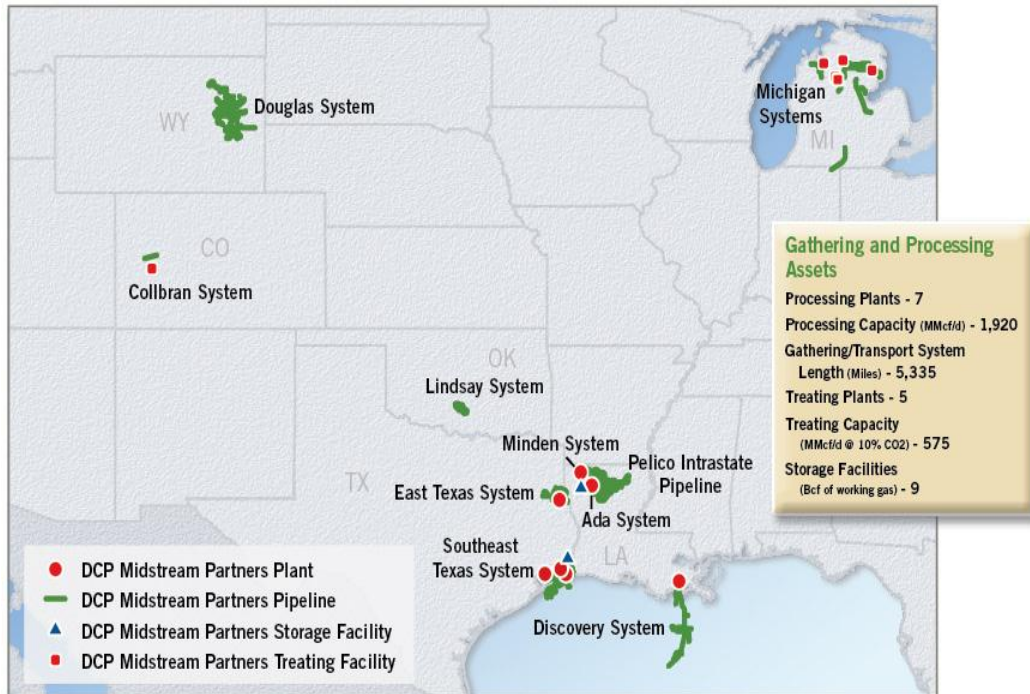 Douglas System
WY
Michigan
Systems
MI
CO
Collbran System
Gathering and Processing
Assets
Processing Plants - 7
Processing Capacity (MMcf/d) - 1,920
Gathering/Transport System
Length (Miles) - 5,335
Treating Plants - 5
Treating Capacity
(MMcf/d @ 10% CO2) - 575
Storage Facilities
(Bcf of working gas) - 9
OK
Lindsay System
Minden System
Pelico Intrastate
Pipeline
TX
East Texas System
Ada System
Southeast
Texas System
LA
Discovery System
DCP Midstream Partners Plant
DCP Midstream Partners Pipeline
DCP Midstream Partners Storage Facility
DCP Midstream Partners Treating Facility